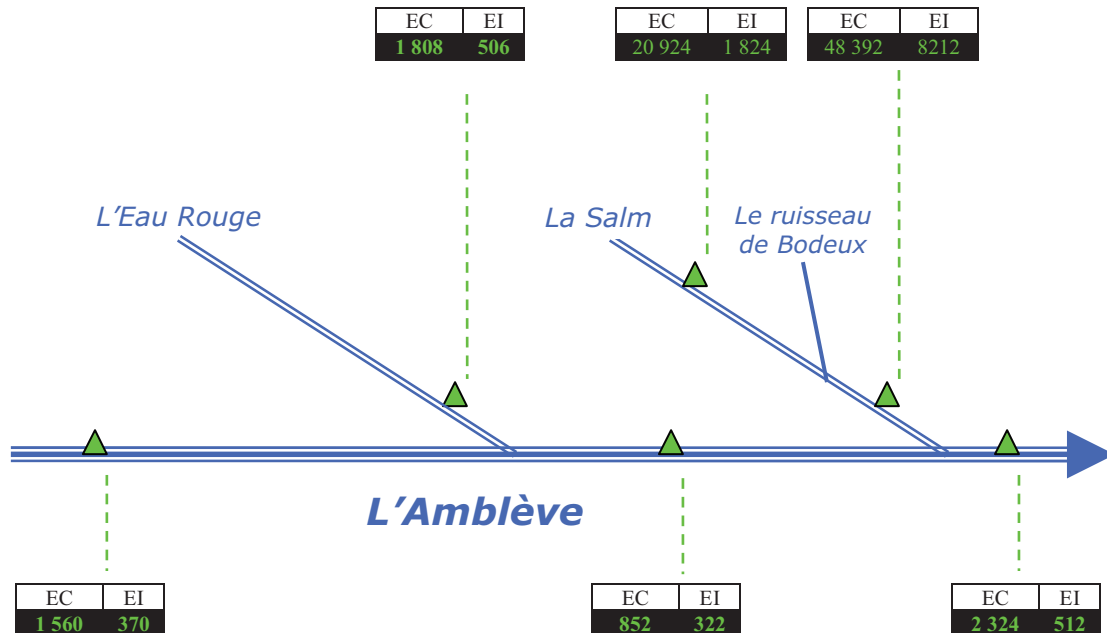 EC EI
1 808 506
EC EI
20 924 1 824
EC EI
48 392 8212
L'Eau Rouge
La Salm
Le ruisseau
de Bodeux
L'Amblève
EC EI
1 560 370
EC EI
852 322
EC EI
2 324 512